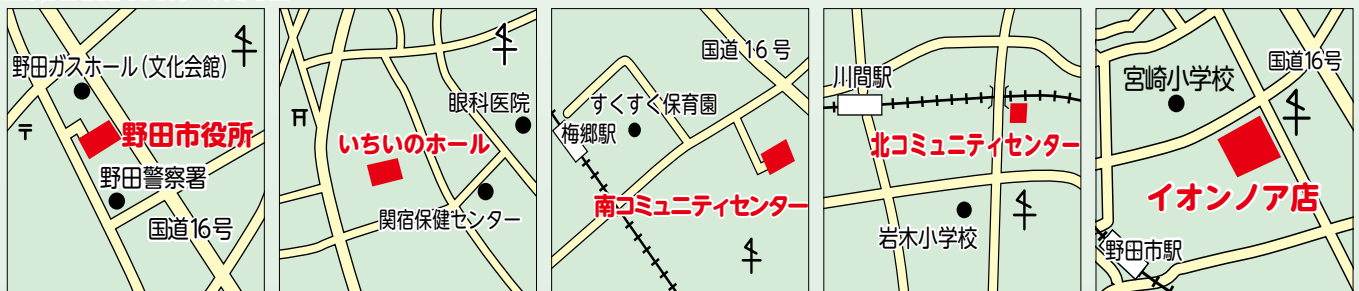 野田ガスホール(文化会館)
野田市役所
野田警察署
国道16号
眼科医院
いちいのホール
関宿保健センター
国道16号
すくすく保育園
梅郷駅
南コミュニティセンター
川間駅
北コミュニティセンター
岩木小学校
国道16号
宮崎小学校
イオンノア店
野田市駅